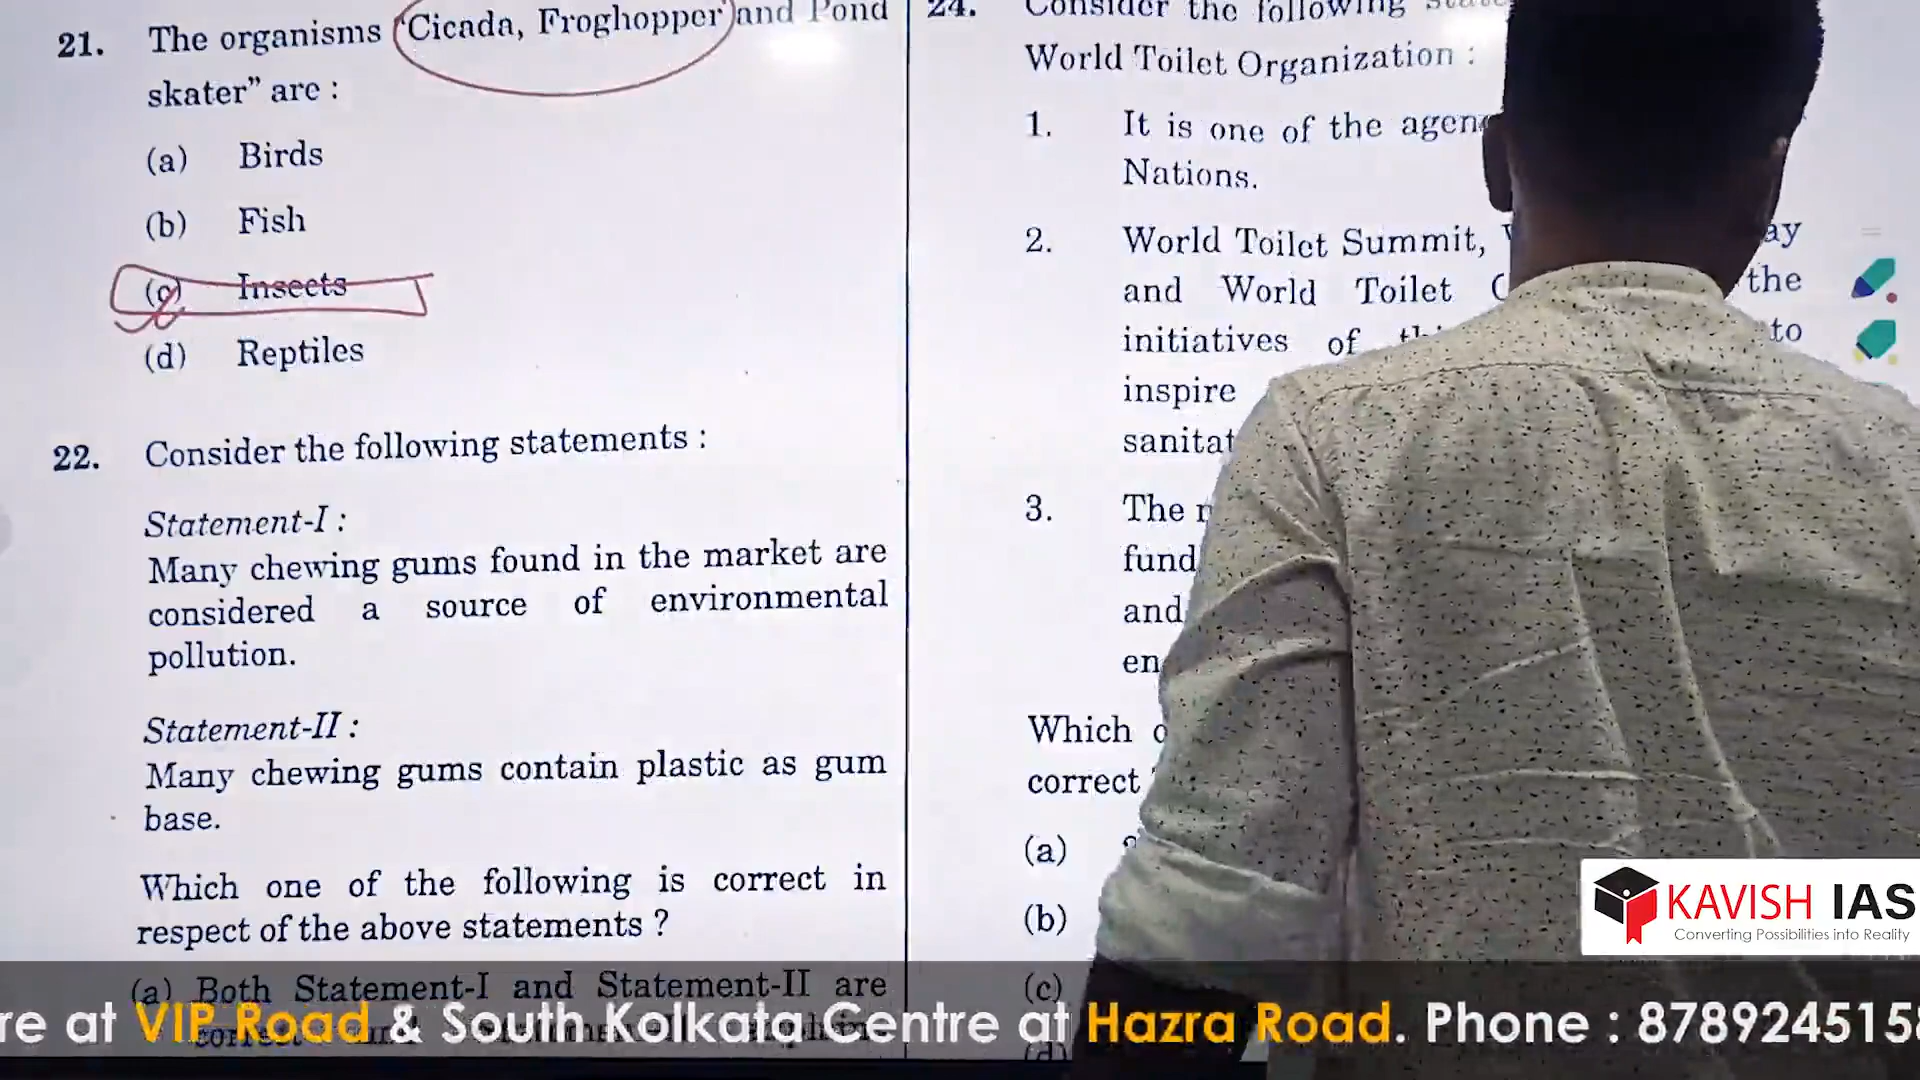 21. The organisms "Cicada, Froghopper and Pond
skater” are :
(a) Birds
(b) Fish
(c) Insects
(d) Reptiles
22. Consider the following statements :
Statement-I :
Many chewing gums found in the market are
considered a source of environmental
pollution.
Statement-II :
Many chewing gums contain plastic as gum
base.
Which one of the following is correct in
respect of the above statements ?
(a) Both Statement-I and Statement-II are
24. Consider the following
World Toilet Organization :
1. It is one of the
Nations.
2. World Toilet Summit,
and World Toilet the
initiatives of to
inspire
3. The
fund
and
Which
correct
(a)
(b)
(c)
(d)
KAVISH IAS
Converting Possibilities into Reality
re at VIP Road & South Kolkata Centre at Hazra Road. Phone : 878924515